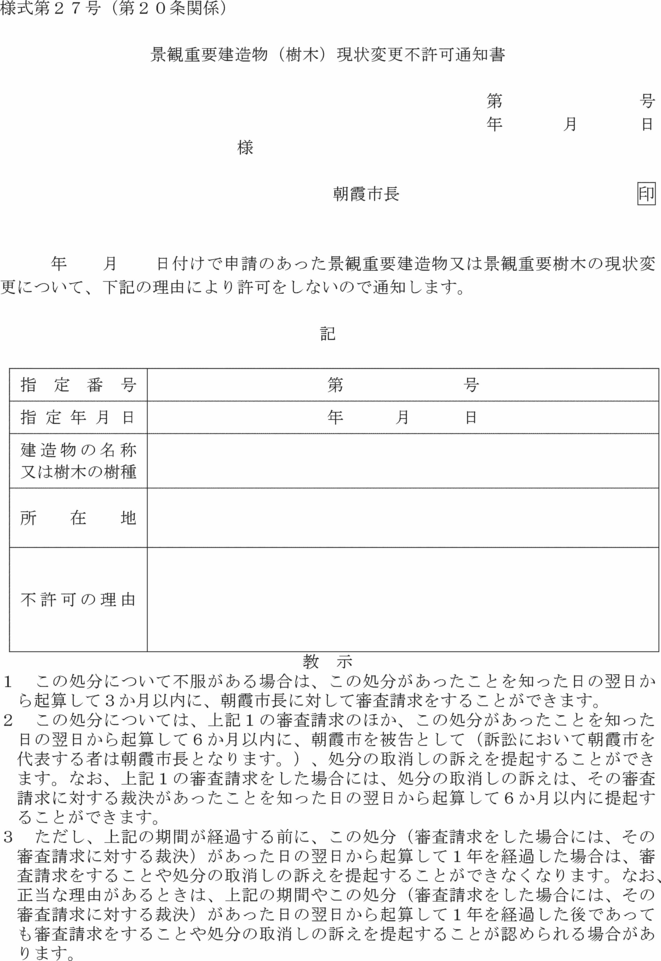 様式第２７号（第２０条関係）
景観重要建造物（樹木）現状変更不許可通知書
第　　　　　　　号
年　　　月　　　日
様
朝霞市長　　　　　　　　　　　　　　印
年　　月　　日付けで申請のあった景観重要建造物又は景観重要樹木の現状変
更について、下記の理由により許可をしないので通知します。
記
指定番号　　第　　　　　　　号
指定年月日　　年　　　月　　　日
建造物の名称
又は樹木の樹種
所在地
不許可の理由
教　示
１　この処分について不服がある場合は、この処分があったことを知った日の翌日か
ら起算して３か月以内に、朝霞市長に対して審査請求をすることができます。
２　この処分については、上記１の審査請求のほか、この処分があったことを知った
日の翌日から起算して６か月以内に、朝霞市を被告として（訴訟において朝霞市を
代表する者は朝霞市長となります。）、処分の取消しの訴えを提起することができ
ます。なお、上記１の審査請求をした場合には、処分の取消しの訴えは、その審査
請求に対する裁決があったことを知った日の翌日から起算して６か月以内に提起す
ることができます。
３　ただし、上記の期間が経過する前に、この処分（審査請求をした場合には、その
審査請求に対する裁決）があった日の翌日から起算して１年を経過した場合は、審
査請求をすることや処分の取消しの訴えを提起することができなくなります。なお、
正当な理由があるときは、上記の期間やこの処分（審査請求をした場合には、その
審査請求に対する裁決）があった日の翌日から起算して１年を経過した後であって
も審査請求をすることや処分の取消しの訴えを提起することが認められる場合があ
ります。